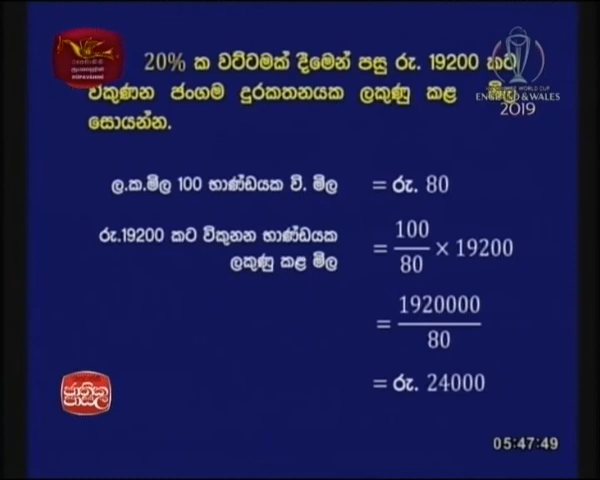 20% ක වට්ටමක් දීමෙන් පසු රු. 19200 කට
විකුණන ජංගම දුරකතනයක ලකුණු කළ මිල
සොයන්න.
ල.ක.මිල 100 භාණ්ඩයක වි. මිල = රු. 80
රු.19200 කට විකුනන භාණ්ඩයක
ලකුණු කළ මිල
= 100/80 × 19200
= 1920000/80
= රු. 24000
WORLD CUP
ENGLAND & WALES
2019
ජාතික
පාසල
05:47:49